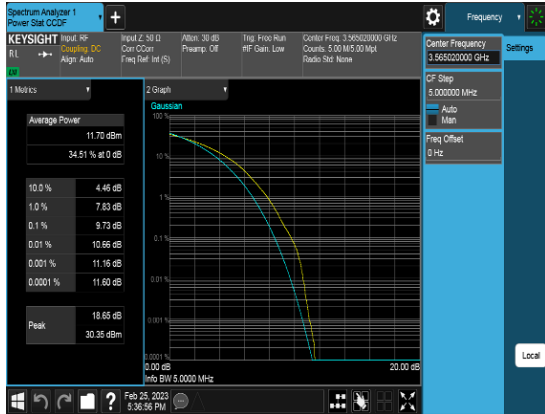 Spectrum Analyzer 1
Power Stat CCDF
+
Frequency
KEYSIGHT
Input: RF
Coupling: DC
Align: Auto
Input Z: 50 Ω
Corr CCorr
Freq Ref: Int (S)
Atten: 30 dB
Preamp: Off
Trig: Free Run
#IF Gain: Low
Center Freq: 3.565020000 GHz
Counts: 5.00 M/5.00 Mpt
Radio Std: None
RL
Center Frequency
3.565020000 GHz
Settings
CF Step
5.000000 MHz
Auto
Man
Freq Offset
0 Hz
Local
1 Metrics
Average Power
11.70 dBm
34.51 % at 0 dB
10.0 % 4.46 dB
1.0 % 7.83 dB
0.1 % 9.73 dB
0.01 % 10.66 dB
0.001 % 11.16 dB
0.0001 % 11.60 dB
Peak
18.65 dB
30.35 dBm
2 Graph
Gaussian
100 %
10 %
1 %
0.1 %
0.01 %
0.001 %
0.0001 %
0.00 dB 20.00 dB
Info BW 5.0000 MHz
?
Feb 25, 2023
5:36:56 PM